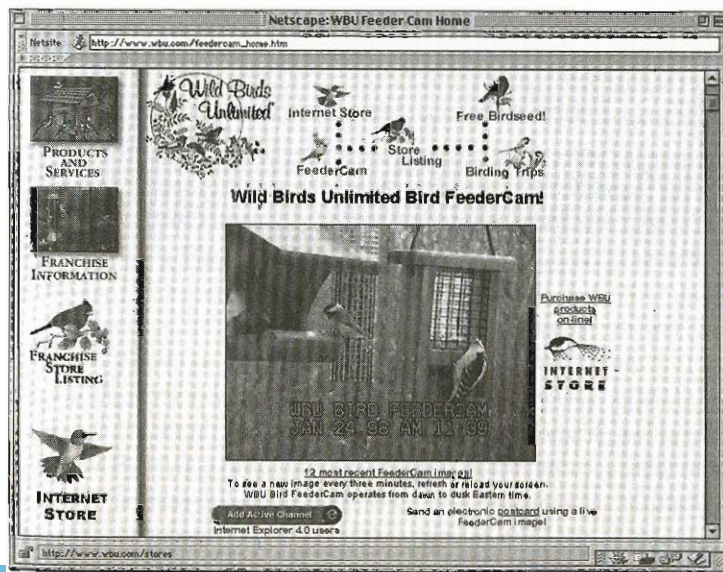 Netscape: WBU Feeder Cam Home
Netsite http://www.wbu.com/feedercam_home.htm
PRODUCTS
AND
SERVICES
FRANCHISE
INFORMATION
FRANCHISE
STORE
LISTING
INTERNET
STORE
Wild Birds
Unlimited
Internet Store
Free Birdseed!
Store
Listing
FeederCam
Birding Trips
Wild Birds Unlimited Bird FeederCam!
WBU BIRD FEEDERCAM
JAN 24.98 AM 11:39
Purchase WBU
products
on-line!
INTERNET
STORE
12 most recent FeederCam images!
To see a new image every three minutes, refresh or reload your screen.
WBU Bird FeederCam operates from dawn to dusk Eastern time.
Add Active Channel
Internet Explorer 4.0 users
Send an electronic postcard using a live
FeederCam image!
http://www.wbu.com/stores